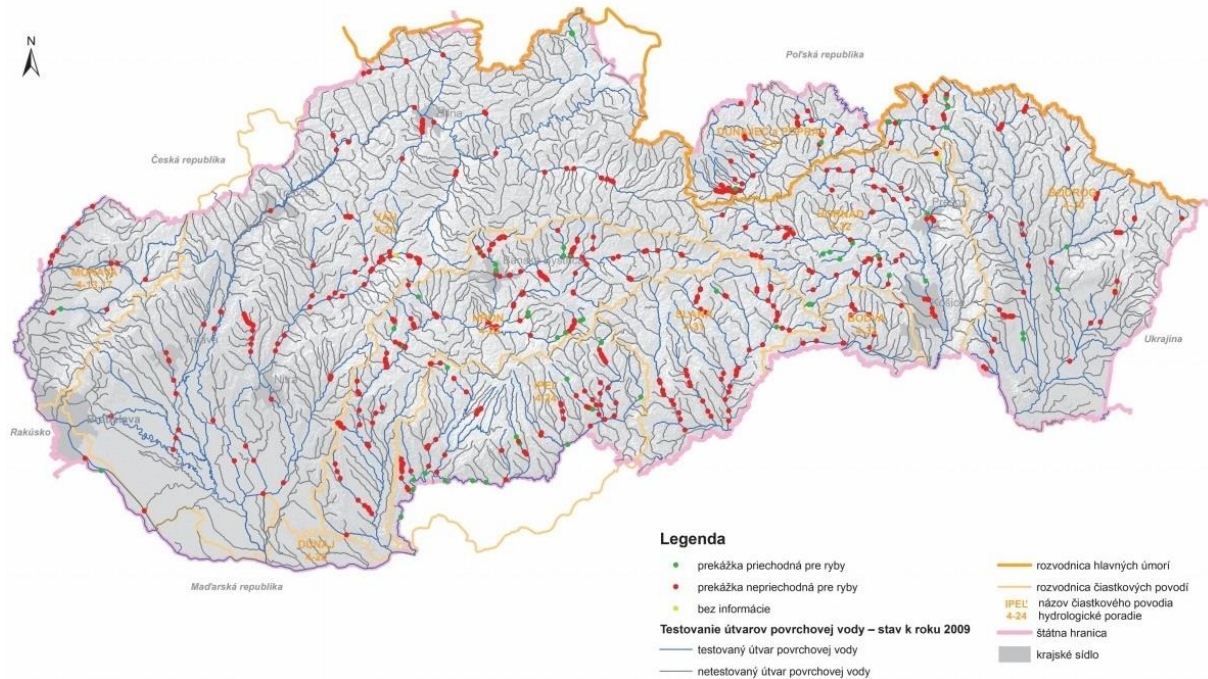 N
Poľská republika
Česká republika
Rakúsko
Maďarská republika
Ukrajina
DUNAJEC A POPRAD
BODROG
HORNÁD
VÁH
MORAVA
HRON
SLANÁ
BODVA
IPEĽ
4-24
DUNAJ
Žilina
Trnava
Nitra
Bratislava
Banská Bystrica
Prešov
Legenda
prekážka priechodná pre ryby
prekážka nepriechodná pre ryby
bez informácie
Testovanie útvarov povrchovej vody – stav k roku 2009
testovaný útvar povrchovej vody
netestovaný útvar povrchovej vody
rozvodnica hlavných úmorí
rozvodnica čiastkových povodí
IPEĽ názov čiastkového povodia
4-24 hydrologické poradie
štátna hranica
krajské sídlo